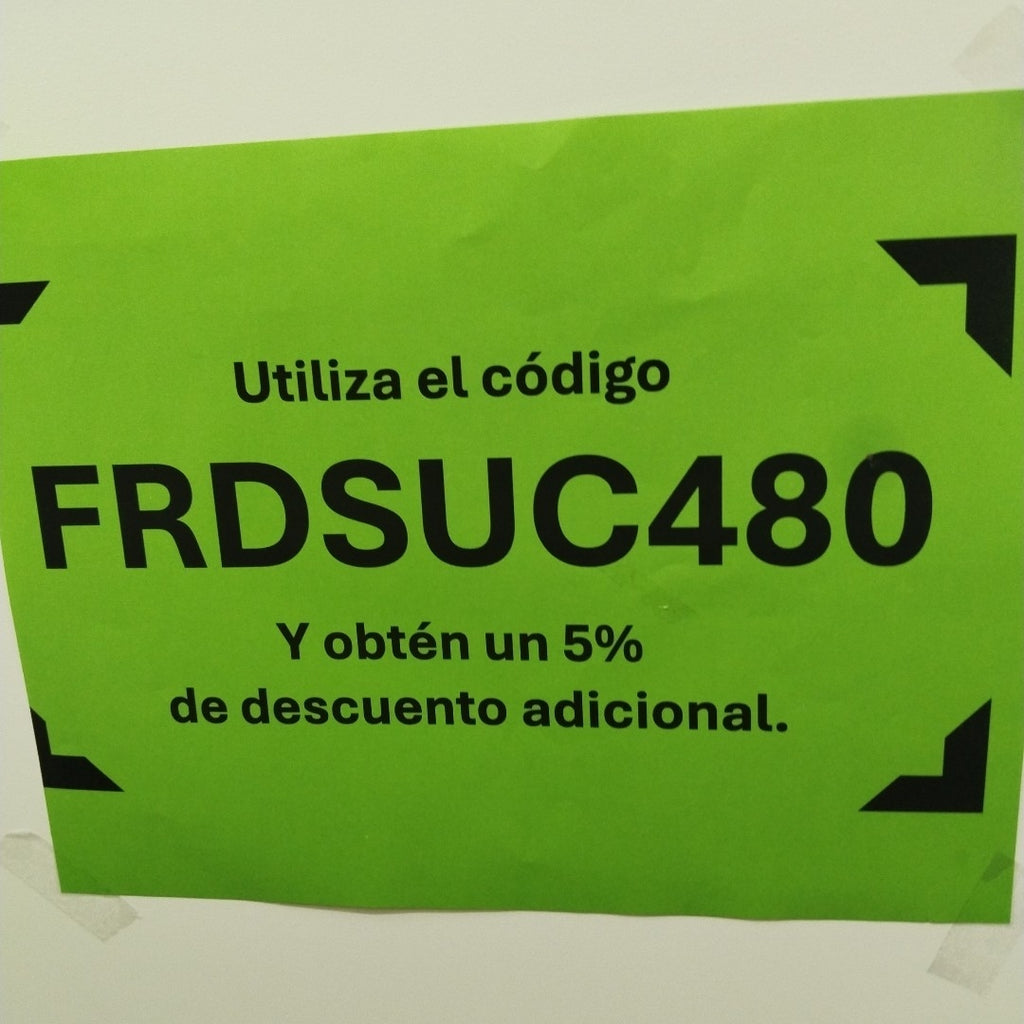 Utiliza el código
FRDSUC480
Y obtén un 5%
de descuento adicional.